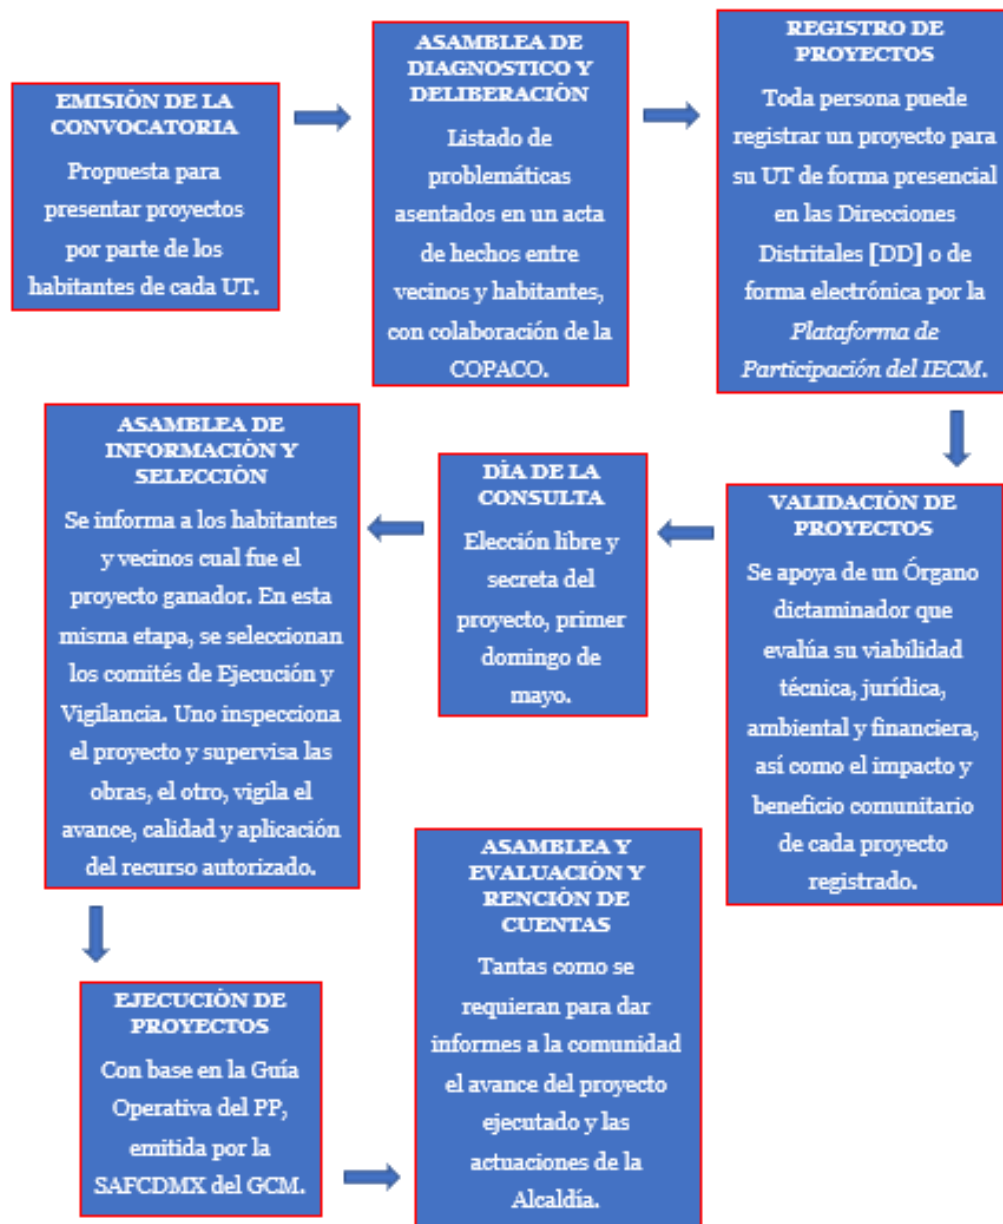 EMISIÓN DE LA
CONVOCATORIA
Propuesta para
presentar proyectos
por parte de los
habitantes de cada UT.
ASAMBLEA DE
DIAGNOSTICO Y
DELIBERACIÓN
Listado de
problemáticas
asentados en un acta
de hechos entre
vecinos y habitantes,
con colaboración de la
COPACO.
REGISTRO DE
PROYECTOS
Toda persona puede
registrar un proyecto para
su UT de forma presencial
en las Direcciones
Distritales [DD] o de
forma electrónica por la
Plataforma de
Participación del IECM.
VALIDACIÓN DE
PROYECTOS
Se apoya de un Órgano
dictaminador que
evalúa su viabilidad
técnica, jurídica,
ambiental y financiera,
así como el impacto y
beneficio comunitario
de cada proyecto
registrado.
DÍA DE LA
CONSULTA
Elección libre y
secreta del
proyecto, primer
domingo de
mayo.
ASAMBLEA DE
INFORMACIÓN Y
SELECCIÓN
Se informa a los habitantes
y vecinos cual fue el
proyecto ganador. En esta
misma etapa, se seleccionan
los comités de Ejecución y
Vigilancia. Uno inspecciona
el proyecto y supervisa las
obras, el otro, vigila el
avance, calidad y aplicación
del recurso autorizado.
EJECUCIÓN DE
PROYECTOS
Con base en la Guía
Operativa del PP,
emitida por la
SAFCDMX del GCM.
ASAMBLEA Y
EVALUACIÓN Y
RENCIÓN DE
CUENTAS
Tantas como se
requieran para dar
informes a la comunidad
el avance del proyecto
ejecutado y las
actuaciones de la
Alcaldía.